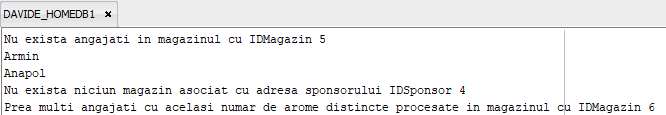 DAVIDE_HOMEDB1 ×
Nu exista angajati in magazinul cu IDMagazin 5
Armin
Anapol
Nu exista niciun magazin asociat cu adresa sponsorului IDSponsor 4
Prea multi angajati cu acelasi numar de arome distincte procesate in magazinul cu IDMagazin 6